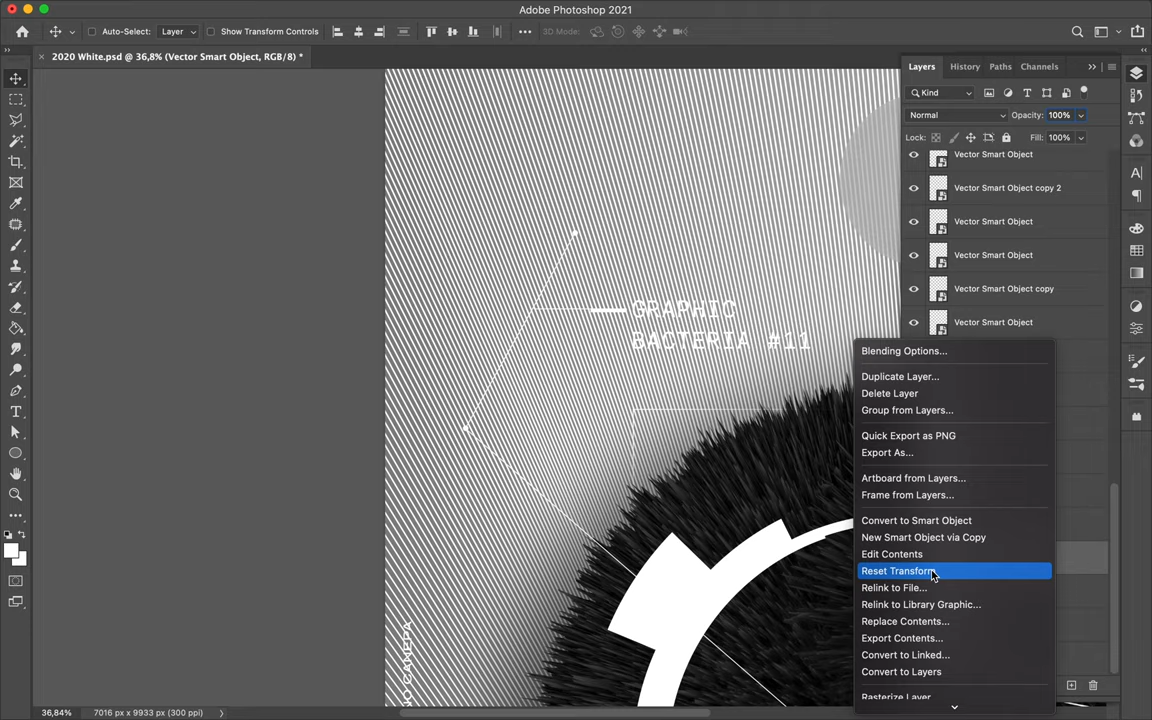 Adobe Photoshop 2021
Auto-Select: Layer Show Transform Controls 3D Mode:
2020 White.psd @ 36,8% (Vector Smart Object, RGB/8) *
Layers History Paths Channels
Kind
Normal Opacity: 100%
Lock: Fill: 100%
Vector Smart Object
Vector Smart Object copy 2
Vector Smart Object
Vector Smart Object
Vector Smart Object copy
Vector Smart Object
GRAPHIC
BACTERIA #11
Blending Options...
Duplicate Layer...
Delete Layer
Group from Layers...
Quick Export as PNG
Export As...
Artboard from Layers...
Frame from Layers...
Convert to Smart Object
New Smart Object via Copy
Edit Contents
Reset Transform
Relink to File...
Relink to Library Graphic...
Replace Contents...
Export Contents...
Convert to Linked...
Convert to Layers
Rasterize Layer
NO CANEPA
36,84% 7016 px x 9933 px (300 ppi)